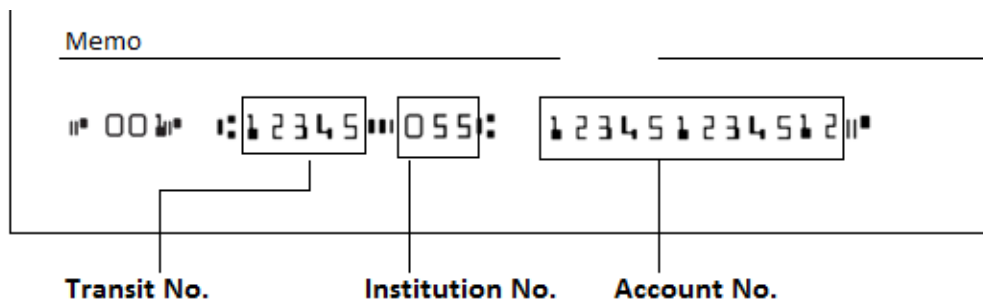 Memo
⑈001⑈ ⑆12345⑉055⑆ 123451234512⑈
Transit No. Institution No. Account No.